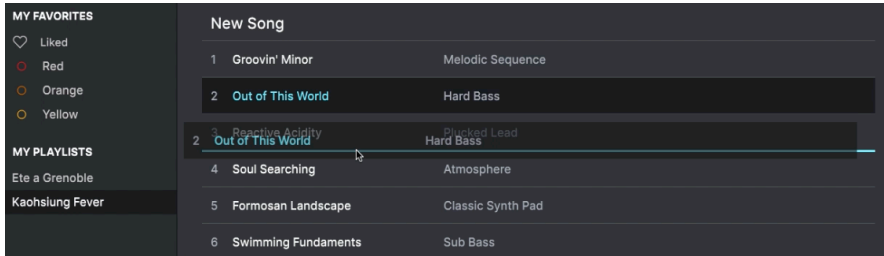 MY FAVORITES
Liked
Red
Orange
Yellow
MY PLAYLISTS
Ete a Grenoble
Kaohsiung Fever
New Song
1 Groovin' Minor Melodic Sequence
2 Out of This World Hard Bass
3 Reactive Acidity Plucked Lead
2 Out of This World Hard Bass
4 Soul Searching Atmosphere
5 Formosan Landscape Classic Synth Pad
6 Swimming Fundaments Sub Bass